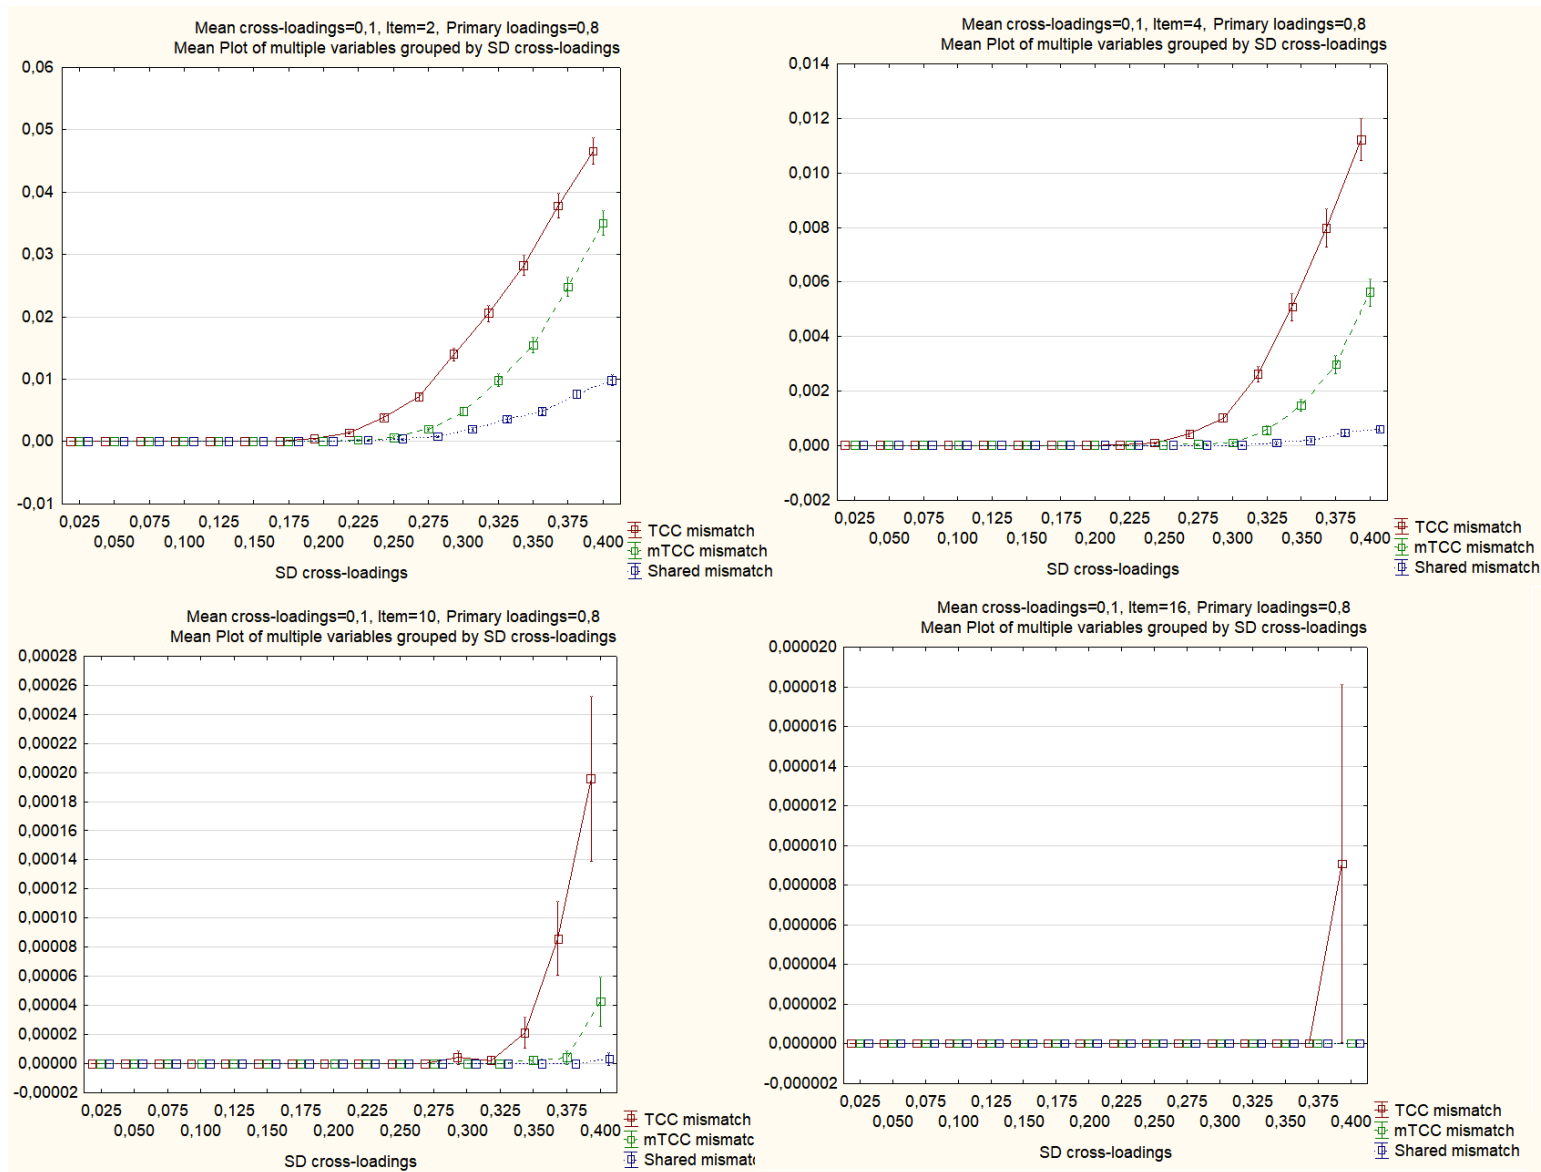 Mean cross-loadings=0,1, Item=2, Primary loadings=0,8
Mean Plot of multiple variables grouped by SD cross-loadings
0,06
0,05
0,04
0,03
0,02
0,01
0,00
-0,01
0,025 0,075 0,125 0,175 0,225 0,275 0,325 0,375
0,050 0,100 0,150 0,200 0,250 0,300 0,350 0,400
SD cross-loadings
TCC mismatch
mTCC mismatch
Shared mismatch
Mean cross-loadings=0,1, Item=4, Primary loadings=0,8
Mean Plot of multiple variables grouped by SD cross-loadings
0,014
0,012
0,010
0,008
0,006
0,004
0,002
0,000
-0,002
0,025 0,075 0,125 0,175 0,225 0,275 0,325 0,375
0,050 0,100 0,150 0,200 0,250 0,300 0,350 0,400
SD cross-loadings
TCC mismatch
mTCC mismatch
Shared mismatch
Mean cross-loadings=0,1, Item=10, Primary loadings=0,8
Mean Plot of multiple variables grouped by SD cross-loadings
0,00028
0,00026
0,00024
0,00022
0,00020
0,00018
0,00016
0,00014
0,00012
0,00010
0,00008
0,00006
0,00004
0,00002
0,00000
-0,00002
0,025 0,075 0,125 0,175 0,225 0,275 0,325 0,375
0,050 0,100 0,150 0,200 0,250 0,300 0,350 0,400
SD cross-loadings
TCC mismatch
mTCC mismatc
Shared mismatc
Mean cross-loadings=0,1, Item=16, Primary loadings=0,8
Mean Plot of multiple variables grouped by SD cross-loadings
0,000020
0,000018
0,000016
0,000014
0,000012
0,000010
0,000008
0,000006
0,000004
0,000002
0,000000
-0,000002
0,025 0,075 0,125 0,175 0,225 0,275 0,325 0,375
0,050 0,100 0,150 0,200 0,250 0,300 0,350 0,400
SD cross-loadings
TCC mismatch
mTCC mismatch
Shared mismatch